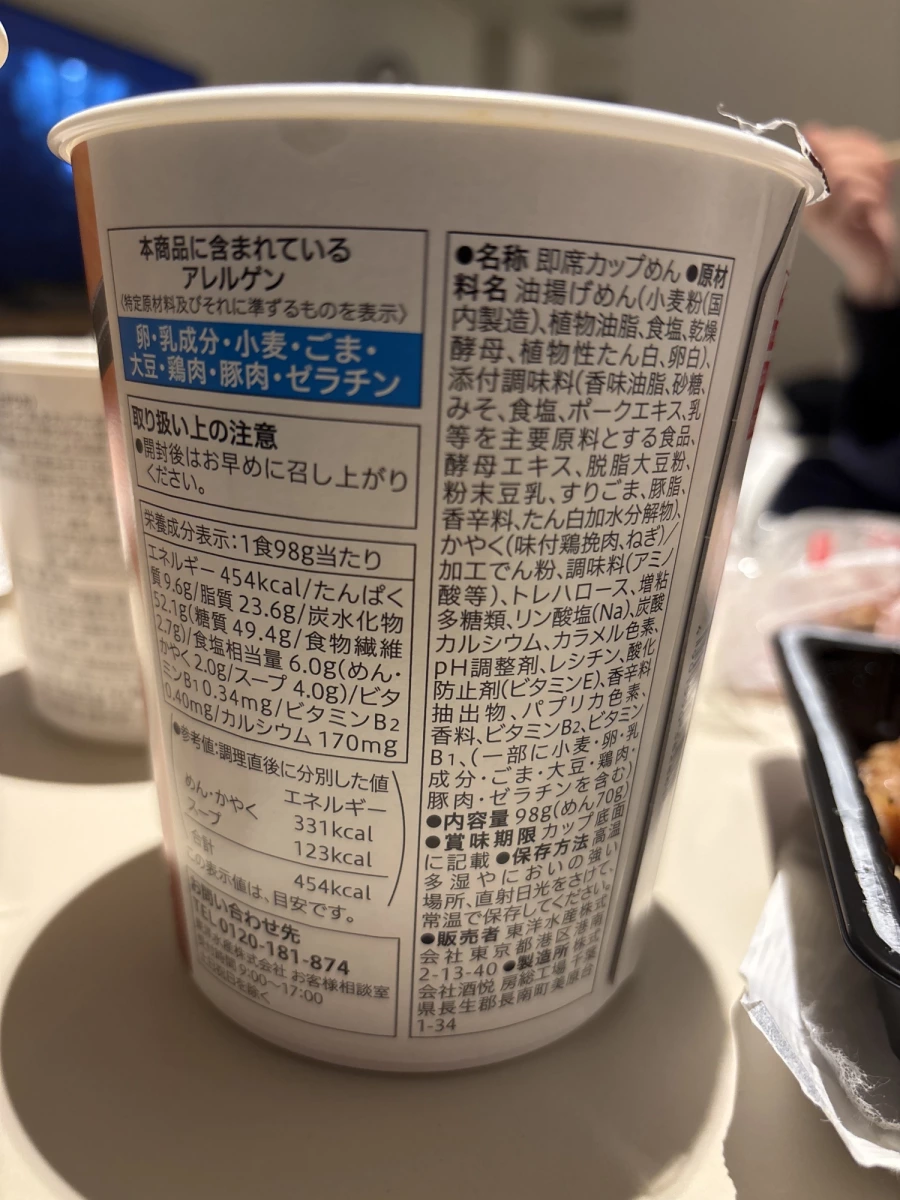 本商品に含まれている
アレルゲン
〈特定原材料及びそれに準ずるものを表示〉
卵・乳成分・小麦・ごま・
大豆・鶏肉・豚肉・ゼラチン
取り扱い上の注意
●開封後はお早めに召し上がり
ください。
栄養成分表示:1食98g当たり
エネルギー 454kcal/たんぱく
質9.6g/脂質 23.6g/炭水化物
52.1g(糖質 49.4g/食物繊維
2.7g)/食塩相当量 6.0g(めん・
かやく 2.0g/スープ 4.0g)/ビタ
ミンB1 0.34mg/ビタミンB2
0.40mg/カルシウム 170mg
●参考値:調理直後に分別した値
エネルギー
めん・かやく 331kcal
スープ 123kcal
合計 454kcal
この表示値は、目安です。
お問い合わせ先
TEL 0120-181-874
東洋水産株式会社 お客様相談室
9:00〜17:00
土日祝日を除く
●名称 即席カップめん ●原材
料名 油揚げめん(小麦粉(国
内製造)、植物油脂、食塩、乾燥
酵母、植物性たん白、卵白)、
添付調味料(香味油脂、砂糖、
みそ、食塩、ポークエキス、乳
等を主要原料とする食品、
酵母エキス、脱脂大豆粉、
粉末豆乳、すりごま、豚脂、
香辛料、たん白加水分解物)、
かやく(味付鶏挽肉、ねぎ)/
加工でん粉、調味料(アミノ
酸等)、トレハロース、増粘
多糖類、リン酸塩(Na)、炭酸
カルシウム、カラメル色素、
pH調整剤、レシチン、酸化
防止剤(ビタミンE)、香辛料
抽出物、パプリカ色素、
香料、ビタミンB2、ビタミン
B1、(一部に小麦・卵・乳
成分・ごま・大豆・鶏肉・
豚肉・ゼラチンを含む)
●内容量 98g(めん70g)
●賞味期限 カップ底面
に記載 ●保存方法 高温
多湿やにおいの強い
場所、直射日光をさけて、
常温で保存してください。
●販売者 東洋水産株式
会社 東京都港区港南
2-13-40 ●製造所 株式
会社酒悦 房総工場 千葉
県長生郡長南町美原台
1-34